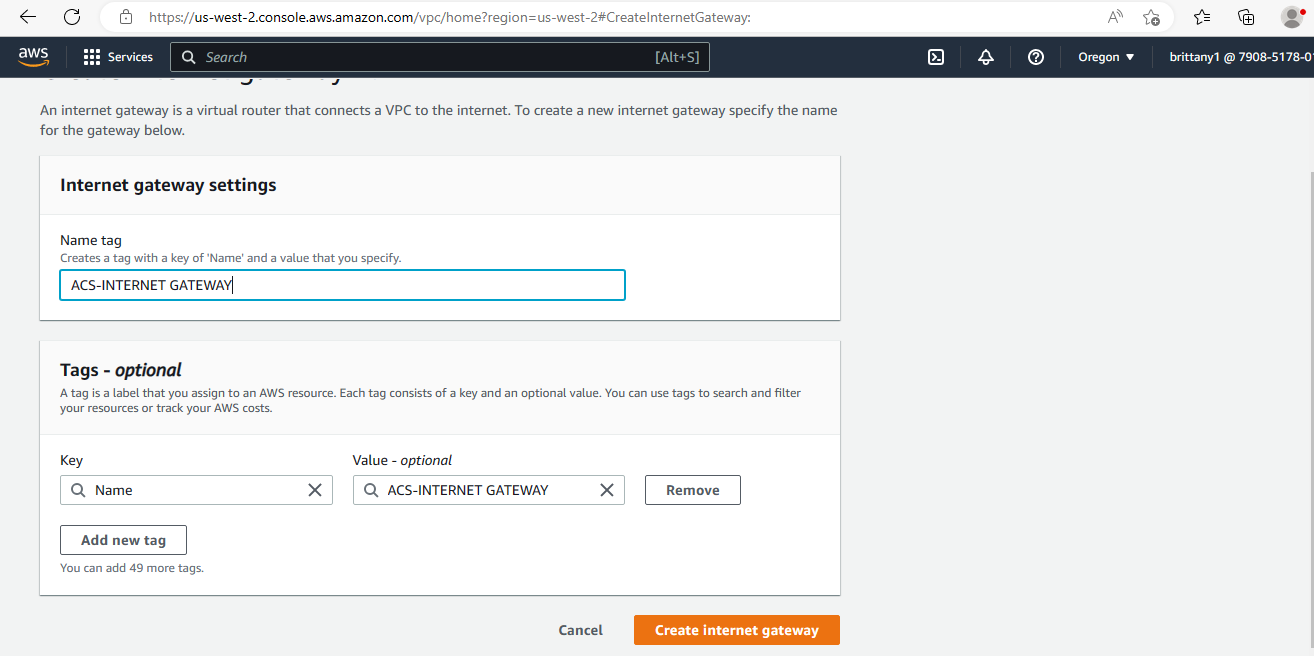 https://us-west-2.console.aws.amazon.com/vpc/home?region=us-west-2#CreateInternetGateway:
aws Services Search [Alt+S] Oregon brittany1 @ 7908-5178-0
An internet gateway is a virtual router that connects a VPC to the internet. To create a new internet gateway specify the name
for the gateway below.
Internet gateway settings
Name tag
Creates a tag with a key of 'Name' and a value that you specify.
ACS-INTERNET GATEWAY
Tags - optional
A tag is a label that you assign to an AWS resource. Each tag consists of a key and an optional value. You can use tags to search and filter
your resources or track your AWS costs.
Key Value - optional
Name ACS-INTERNET GATEWAY Remove
Add new tag
You can add 49 more tags.
Cancel Create internet gateway